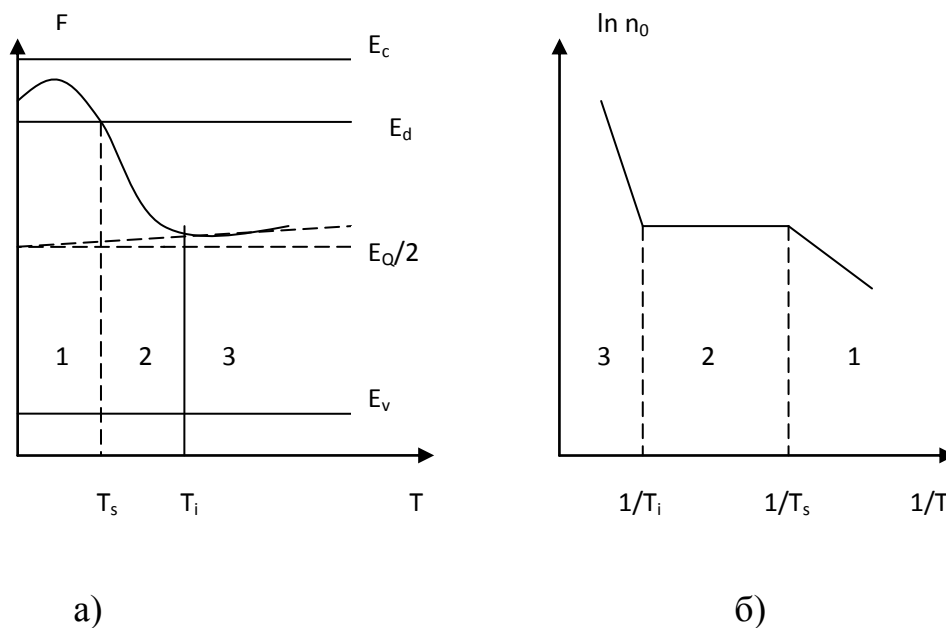 F
E_c
E_d
E_Q/2
1 2 3
E_v
T_s T_i T
а)
ln n_0
3 2 1
1/T_i 1/T_s 1/T
б)